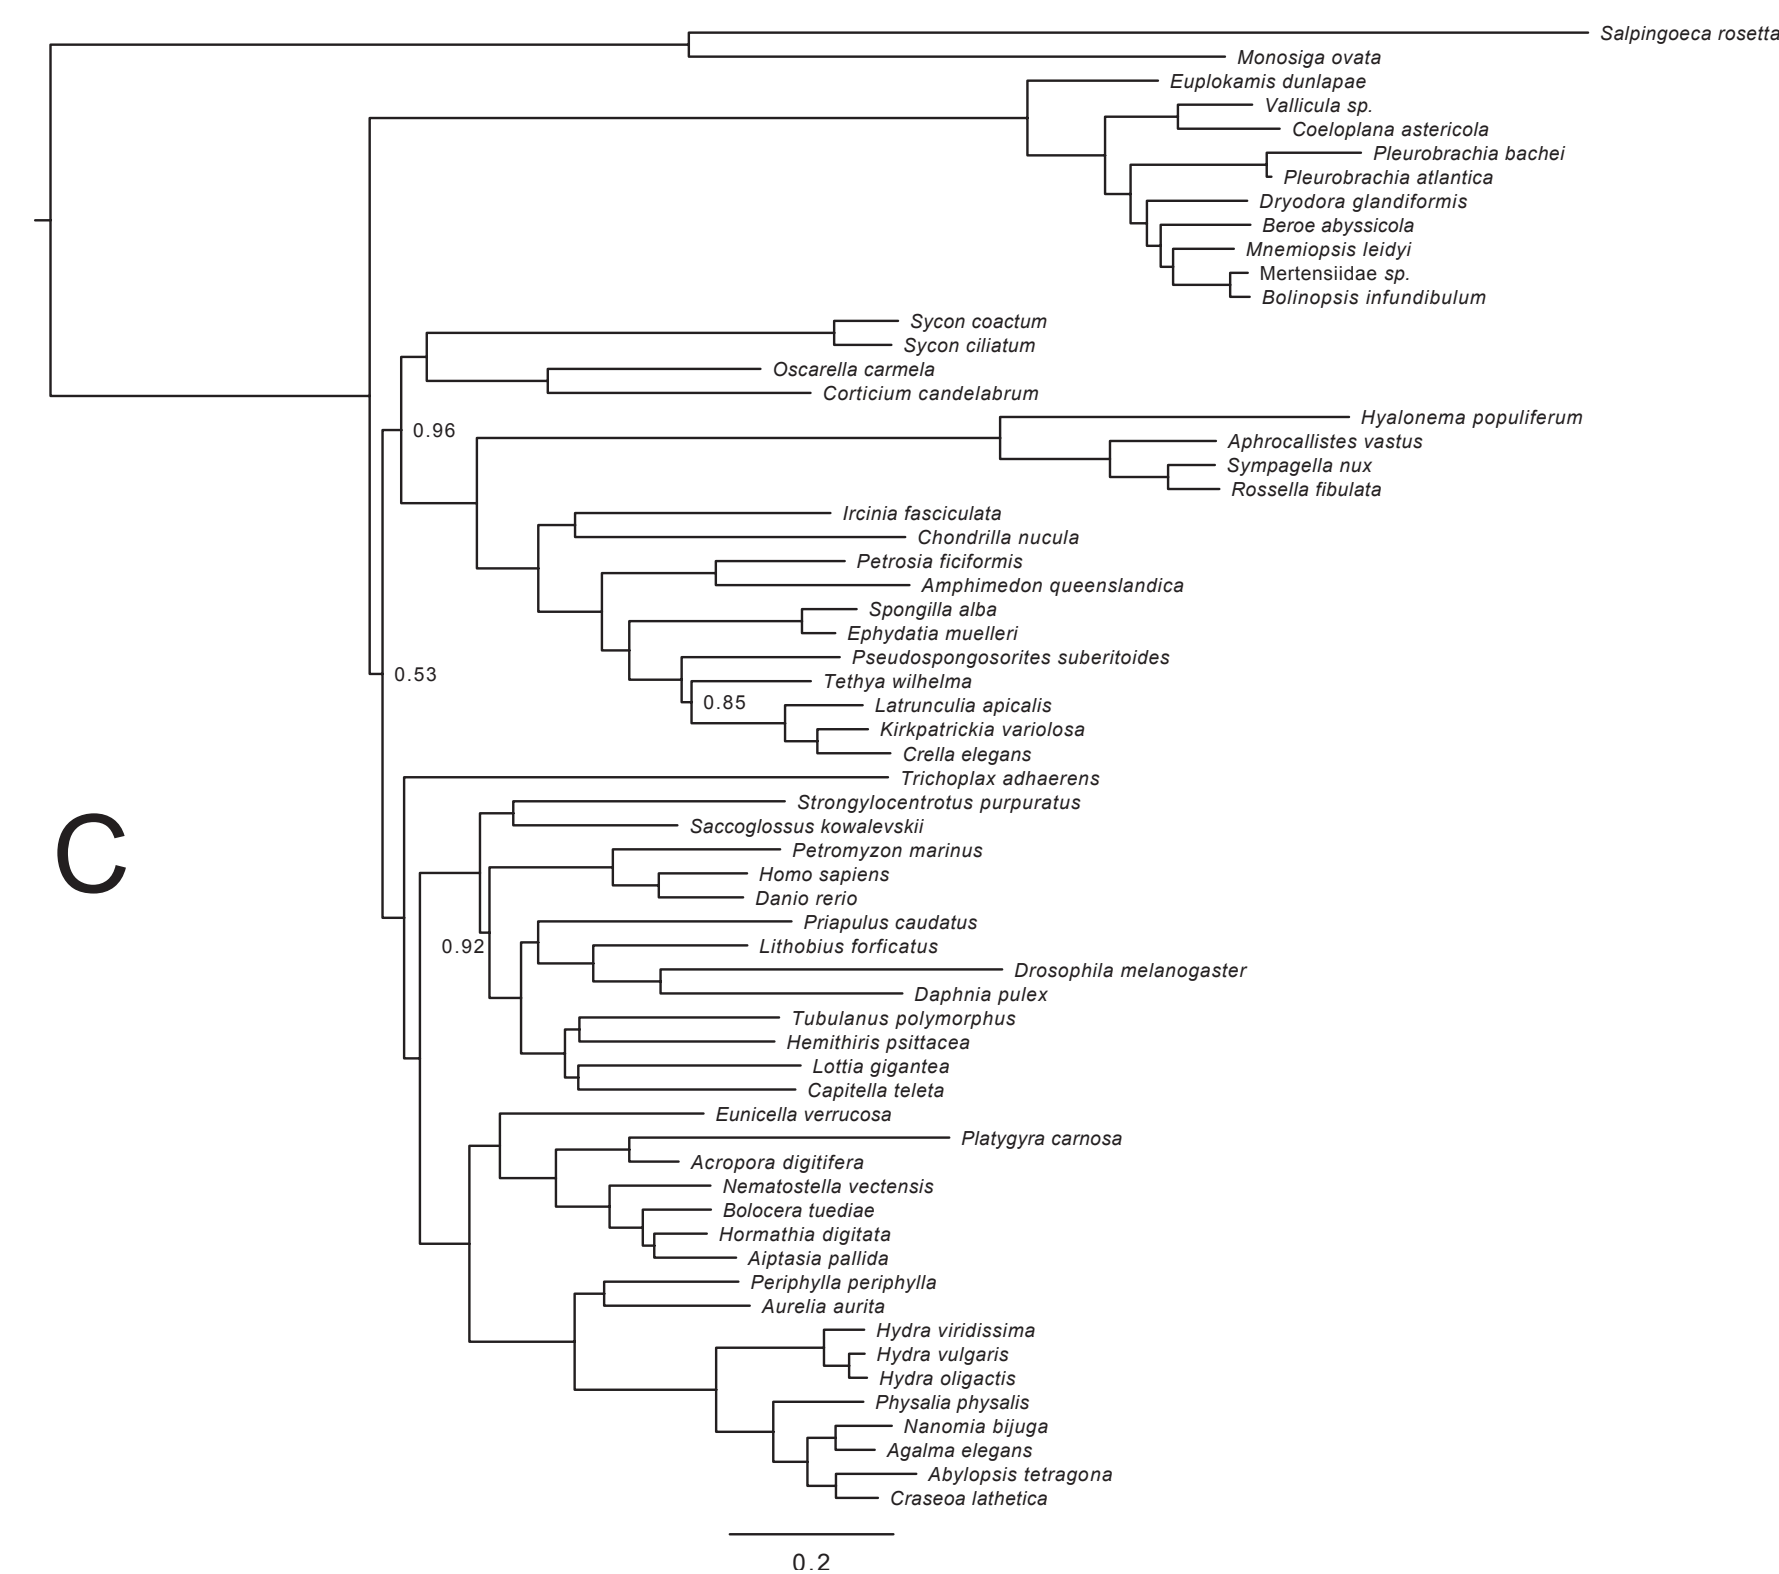 Salpingoeca rosetta
Monosiga ovata
Euplokamis dunlapae
Vallicula sp.
Coeloplana astericola
Pleurobrachia bachei
Pleurobrachia atlantica
Dryodora glandiformis
Beroe abyssicola
Mnemiopsis leidyi
Mertensiidae sp.
Bolinopsis infundibulum
Sycon coactum
Sycon ciliatum
Oscarella carmela
Corticium candelabrum
Hyalonema populiferum
0.96
Aphrocallistes vastus
Sympagella nux
Rossella fibulata
Ircinia fasciculata
Chondrilla nucula
Petrosia ficiformis
Amphimedon queenslandica
Spongilla alba
Ephydatia muelleri
Pseudospongosorites suberitoides
0.53
Tethya wilhelma
0.85
Latrunculia apicalis
Kirkpatrickia variolosa
Crella elegans
Trichoplax adhaerens
Strongylocentrotus purpuratus
Saccoglossus kowalevskii
C
Petromyzon marinus
Homo sapiens
Danio rerio
Priapulus caudatus
0.92
Lithobius forficatus
Drosophila melanogaster
Daphnia pulex
Tubulanus polymorphus
Hemithiris psittacea
Lottia gigantea
Capitella teleta
Eunicella verrucosa
Platygyra carnosa
Acropora digitifera
Nematostella vectensis
Bolocera tuediae
Hormathia digitata
Aiptasia pallida
Periphylla periphylla
Aurelia aurita
Hydra viridissima
Hydra vulgaris
Hydra oligactis
Physalia physalis
Nanomia bijuga
Agalma elegans
Abylopsis tetragona
Craseoa lathetica
0.2